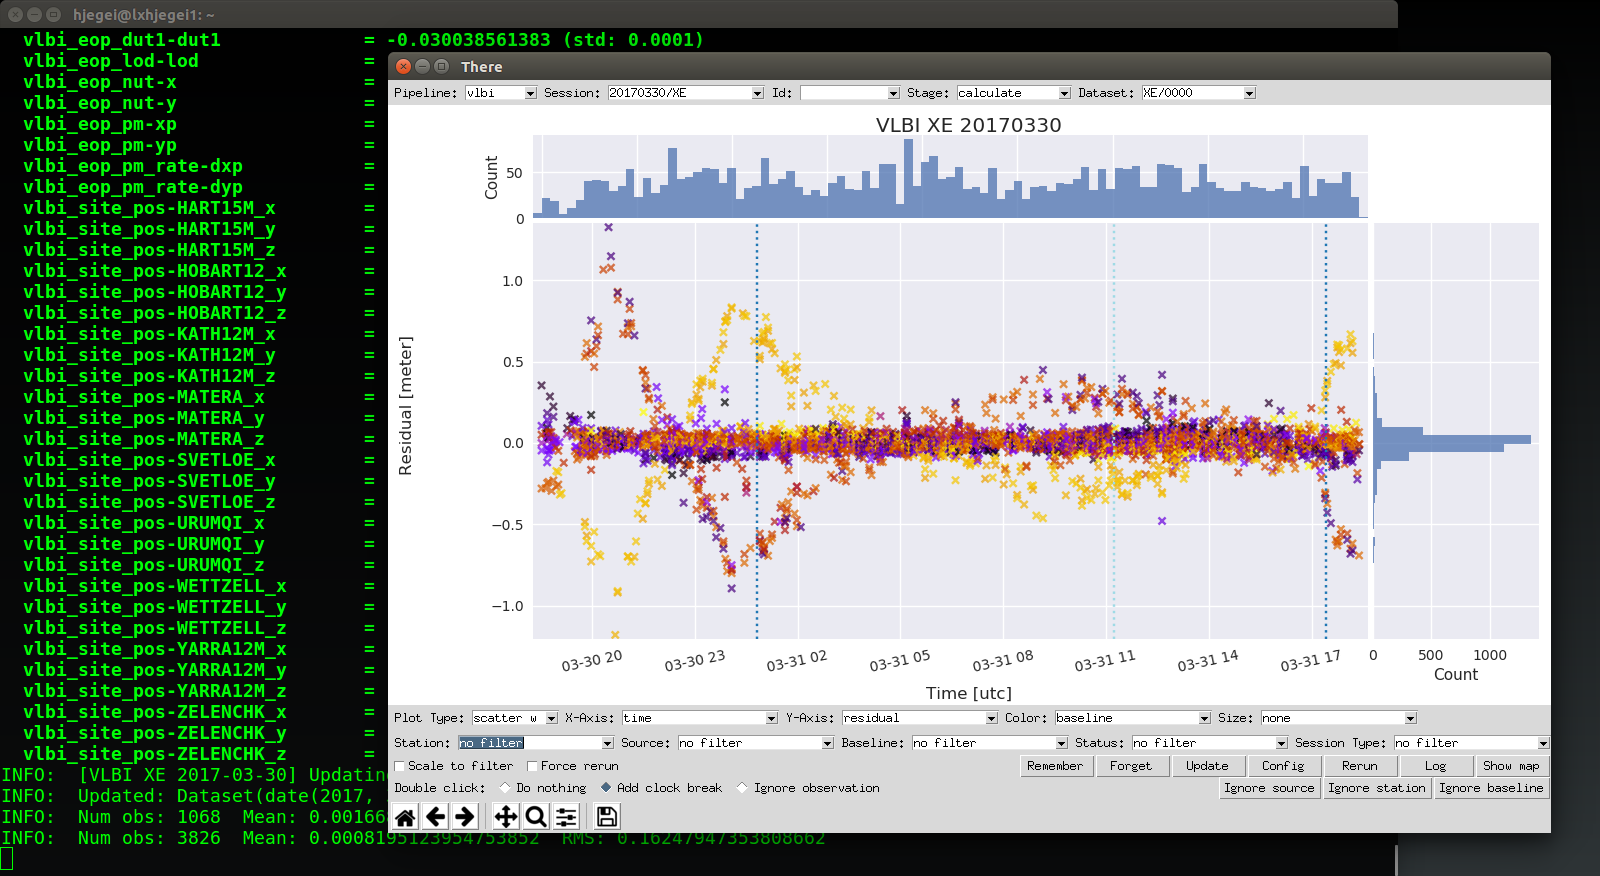 hjegei@lxhjegei1: ~
vlbi_eop_dut1-dut1 = -0.030038561383 (std: 0.0001)
vlbi_eop_lod-lod =
vlbi_eop_nut-x =
vlbi_eop_nut-y =
vlbi_eop_pm-xp =
vlbi_eop_pm-yp =
vlbi_eop_pm_rate-dxp =
vlbi_eop_pm_rate-dyp =
vlbi_site_pos-HART15M_x =
vlbi_site_pos-HART15M_y =
vlbi_site_pos-HART15M_z =
vlbi_site_pos-HOBART12_x =
vlbi_site_pos-HOBART12_y =
vlbi_site_pos-HOBART12_z =
vlbi_site_pos-KATH12M_x =
vlbi_site_pos-KATH12M_y =
vlbi_site_pos-KATH12M_z =
vlbi_site_pos-MATERA_x =
vlbi_site_pos-MATERA_y =
vlbi_site_pos-MATERA_z =
vlbi_site_pos-SVETLOE_x =
vlbi_site_pos-SVETLOE_y =
vlbi_site_pos-SVETLOE_z =
vlbi_site_pos-URUMQI_x =
vlbi_site_pos-URUMQI_y =
vlbi_site_pos-URUMQI_z =
vlbi_site_pos-WETTZELL_x =
vlbi_site_pos-WETTZELL_y =
vlbi_site_pos-WETTZELL_z =
vlbi_site_pos-YARRA12M_x =
vlbi_site_pos-YARRA12M_y =
vlbi_site_pos-YARRA12M_z =
vlbi_site_pos-ZELENCHK_x =
vlbi_site_pos-ZELENCHK_y =
vlbi_site_pos-ZELENCHK_z =
INFO: [VLBI XE 2017-03-30] Updating
INFO: Updated: Dataset(date(2017,
INFO: Num obs: 1068 Mean: 0.00166
INFO: Num obs: 3826 Mean: 0.0008195123954753852 RMS: 0.16247947353808662
There
Pipeline: vlbi Session: 20170330/XE Id: Stage: calculate Dataset: XE/0000
VLBI XE 20170330
Count
50
0
Residual [meter]
1.0
0.5
0.0
−0.5
−1.0
03-30 20 03-30 23 03-31 02 03-31 05 03-31 08 03-31 11 03-31 14 03-31 17
Time [utc]
0 500 1000
Count
Plot Type: scatter w X-Axis: time Y-Axis: residual Color: baseline Size: none
Station: no filter Source: no filter Baseline: no filter Status: no filter Session Type: no filter
Scale to filter Force rerun Remember Forget Update Config Rerun Log Show map
Double click: Do nothing Add clock break Ignore observation Ignore source Ignore station Ignore baseline